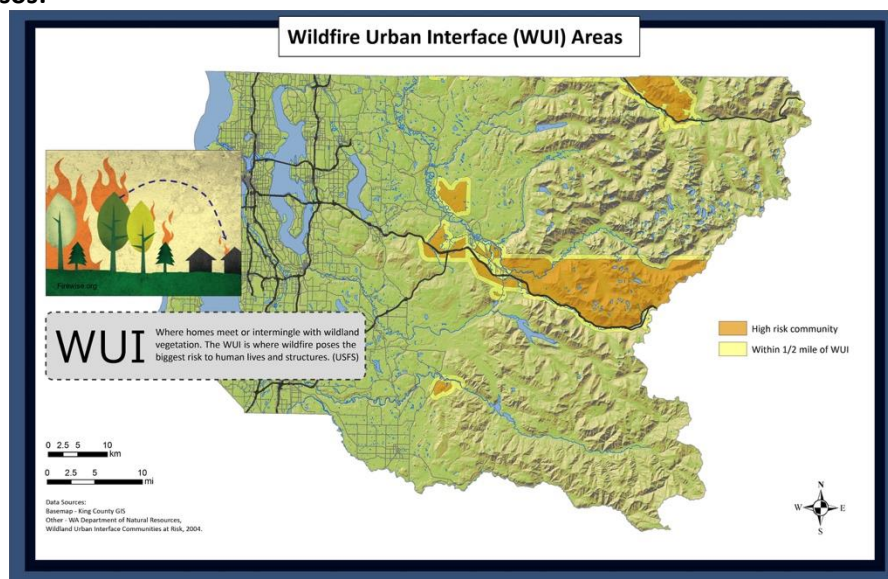 Wildfire Urban Interface (WUI) Areas
Firewise.org
WUI
Where homes meet or intermingle with wildland
vegetation. The WUI is where wildfire poses the
biggest risk to human lives and structures. (USFS)
High risk community
Within 1/2 mile of WUI
0 2.5 5 10
km
0 2.5 5 10
mi
Data Sources:
Basemap - King County GIS
Other - WA Department of Natural Resources,
Wildland Urban Interface Communities at Risk, 2004.
N
W E
S